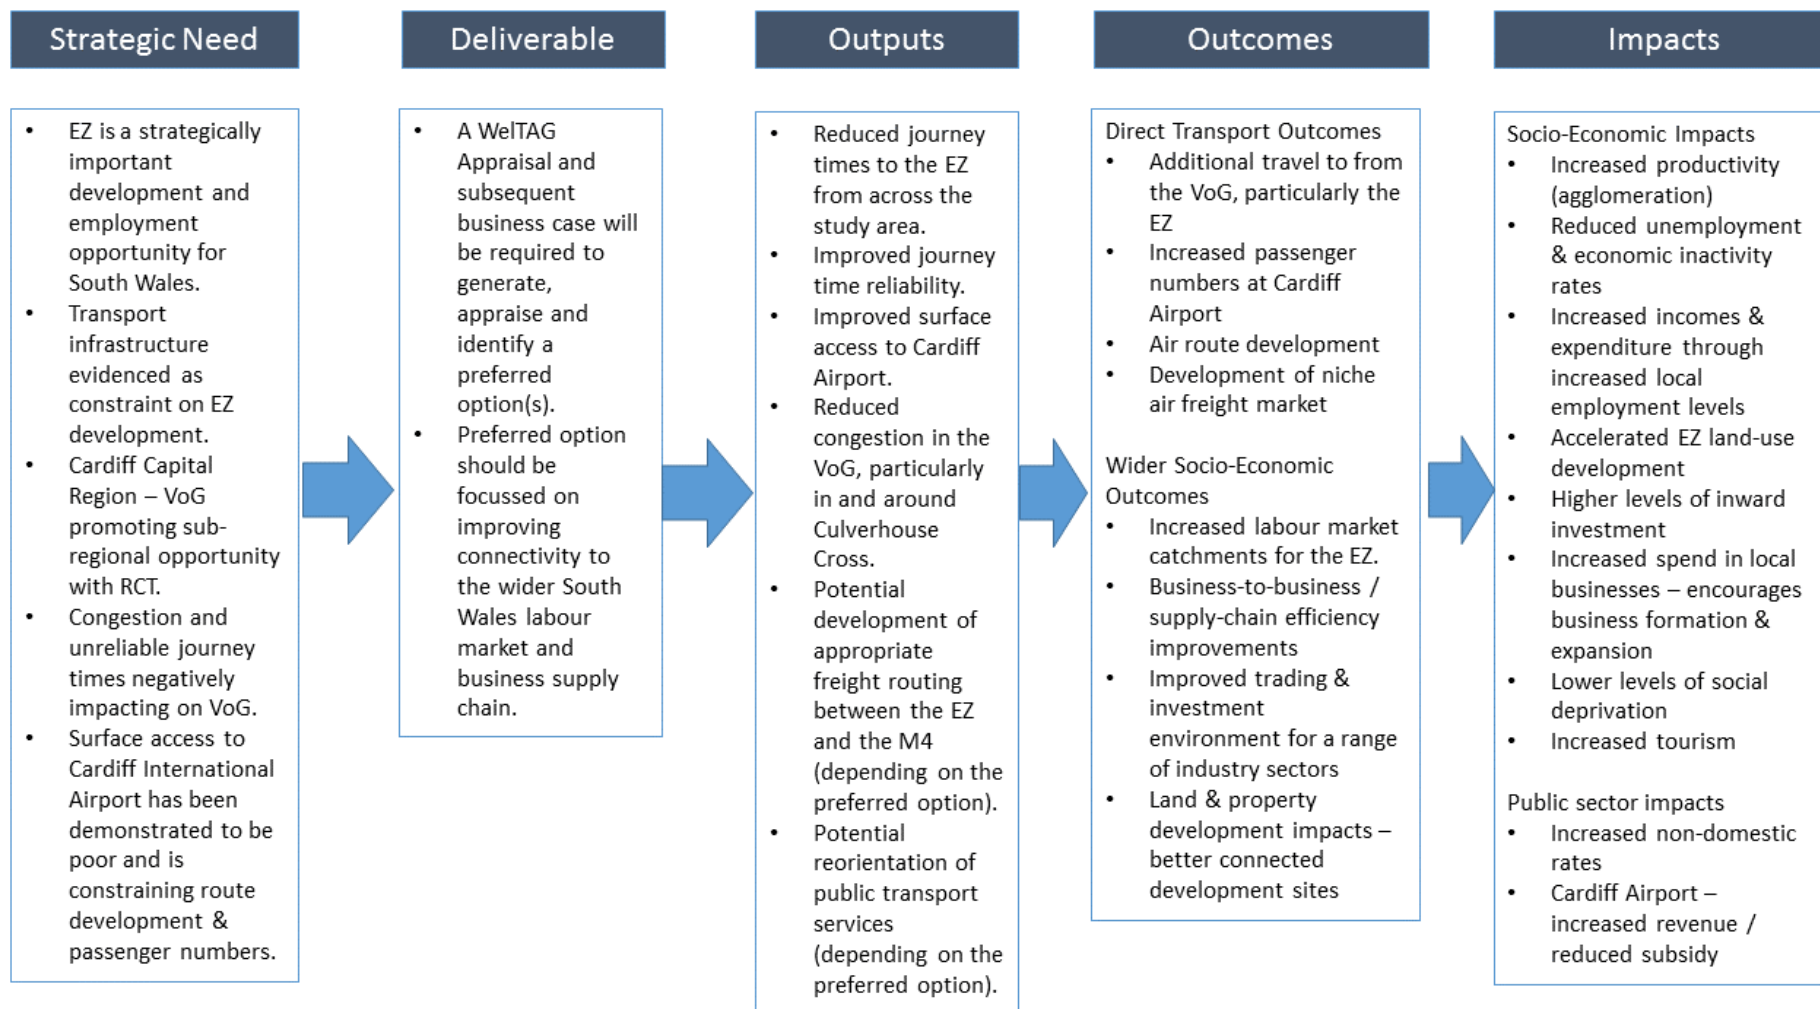 Strategic Need
Deliverable
Outputs
Outcomes
Impacts
• EZ is a strategically
important
development and
employment
opportunity for
South Wales.
• Transport
infrastructure
evidenced as
constraint on EZ
development.
• Cardiff Capital
Region – VoG
promoting sub-
regional opportunity
with RCT.
• Congestion and
unreliable journey
times negatively
impacting on VoG.
• Surface access to
Cardiff International
Airport has been
demonstrated to be
poor and is
constraining route
development &
passenger numbers.
• A WelTAG
Appraisal and
subsequent
business case will
be required to
generate,
appraise and
identify a
preferred
option(s).
• Preferred option
should be
focussed on
improving
connectivity to
the wider South
Wales labour
market and
business supply
chain.
• Reduced journey
times to the EZ
from across the
study area.
• Improved journey
time reliability.
• Improved surface
access to Cardiff
Airport.
• Reduced
congestion in the
VoG, particularly
in and around
Culverhouse
Cross.
• Potential
development of
appropriate
freight routing
between the EZ
and the M4
(depending on the
preferred option).
• Potential
reorientation of
public transport
services
(depending on the
preferred option).
Direct Transport Outcomes
• Additional travel to from
the VoG, particularly the
EZ
• Increased passenger
numbers at Cardiff
Airport
• Air route development
• Development of niche
air freight market
Wider Socio-Economic
Outcomes
• Increased labour market
catchments for the EZ.
• Business-to-business /
supply-chain efficiency
improvements
• Improved trading &
investment
environment for a range
of industry sectors
• Land & property
development impacts –
better connected
development sites
Socio-Economic Impacts
• Increased productivity
(agglomeration)
• Reduced unemployment
& economic inactivity
rates
• Increased incomes &
expenditure through
increased local
employment levels
• Accelerated EZ land-use
development
• Higher levels of inward
investment
• Increased spend in local
businesses – encourages
business formation &
expansion
• Lower levels of social
deprivation
• Increased tourism
Public sector impacts
• Increased non-domestic
rates
• Cardiff Airport –
increased revenue /
reduced subsidy